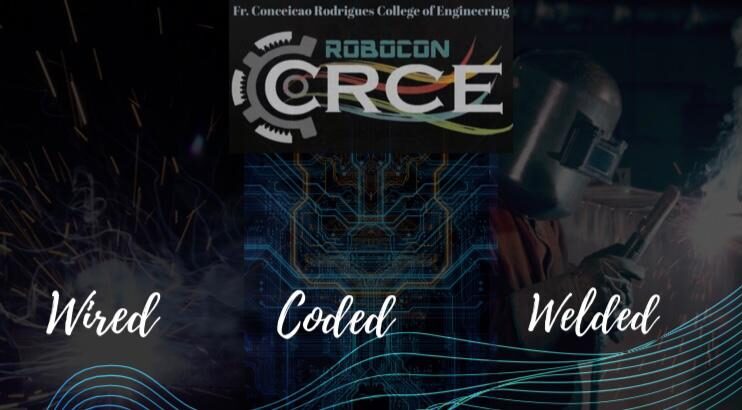 Fr. Conceicao Rodrigues College of Engineering
ROBOCON
CRCE
Wired
Coded
Welded